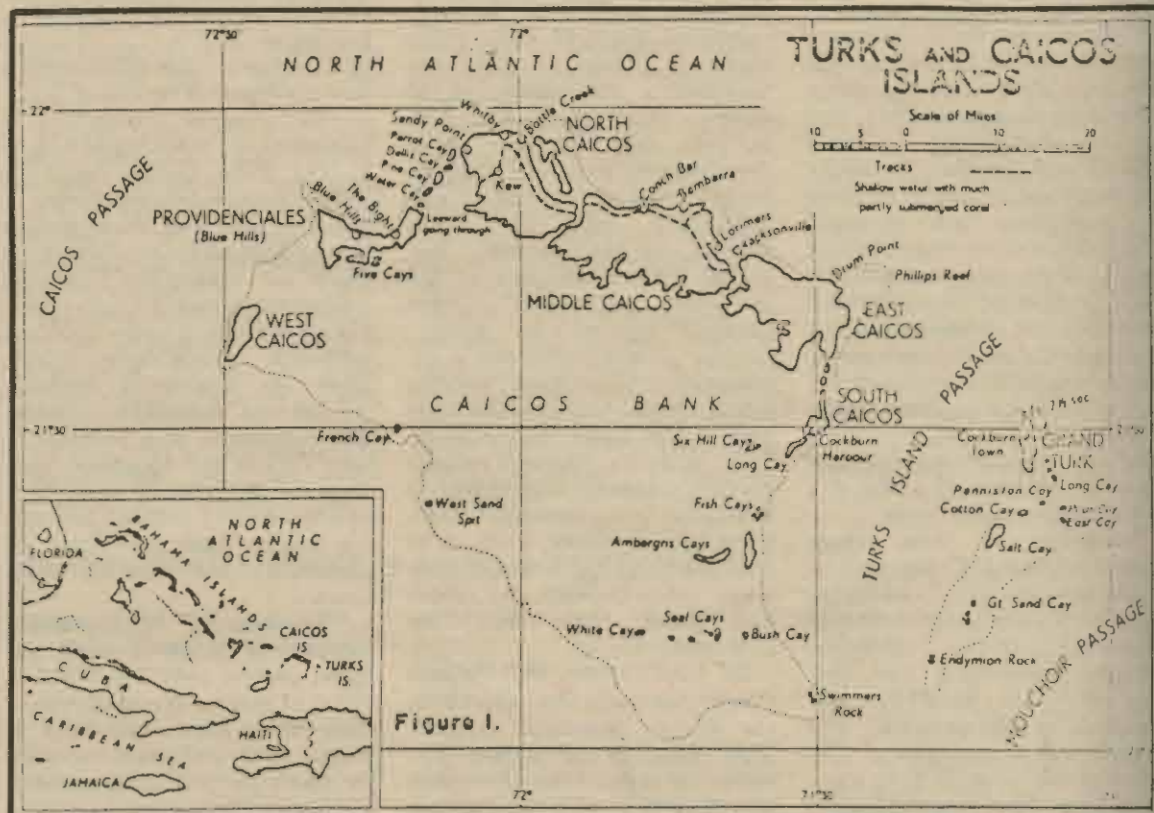 72°30'
72°
NORTH ATLANTIC OCEAN
TURKS AND CAICOS
ISLANDS
Scale of Miles
10 5 0 10 20
Tracks
Shallow water with much
partly submerged coral
22°
CAICOS PASSAGE
Sandy Point
Whitby
Bottle Creek
NORTH
CAICOS
Parrot Cay
Dellis Cay
Pine Cay
Water Cay
Kew
Conch Bar
Bambarra
Lorimers
Jacksonville
Drum Point
Phillips Reef
Blue Hills
The Bight
PROVIDENCIALES
(Blue Hills)
Leeward
going through
Five Cays
MIDDLE CAICOS
EAST
CAICOS
WEST
CAICOS
CAICOS BANK
SOUTH
CAICOS
TURKS ISLAND PASSAGE
21°30
French Cay
Six Hill Cays
Long Cay
Cockburn
Harbour
Cockburn
Town
GRAND
TURK
Long Cay
Penniston Cay
Cotton Cay
East Cay
Salt Cay
West Sand
Spit
Fish Cays
Ambergris Cays
Gt. Sand Cay
White Cay
Seal Cays
Bush Cay
Endymion Rock
Swimmers
Rock
MOUCHOIR PASSAGE
Figure 1.
72°
71°30
NORTH
ATLANTIC
OCEAN
FLORIDA
BAHAMA ISLANDS
CAICOS
IS.
TURKS
IS.
CUBA
CARIBBEAN SEA
HAITI
JAMAICA